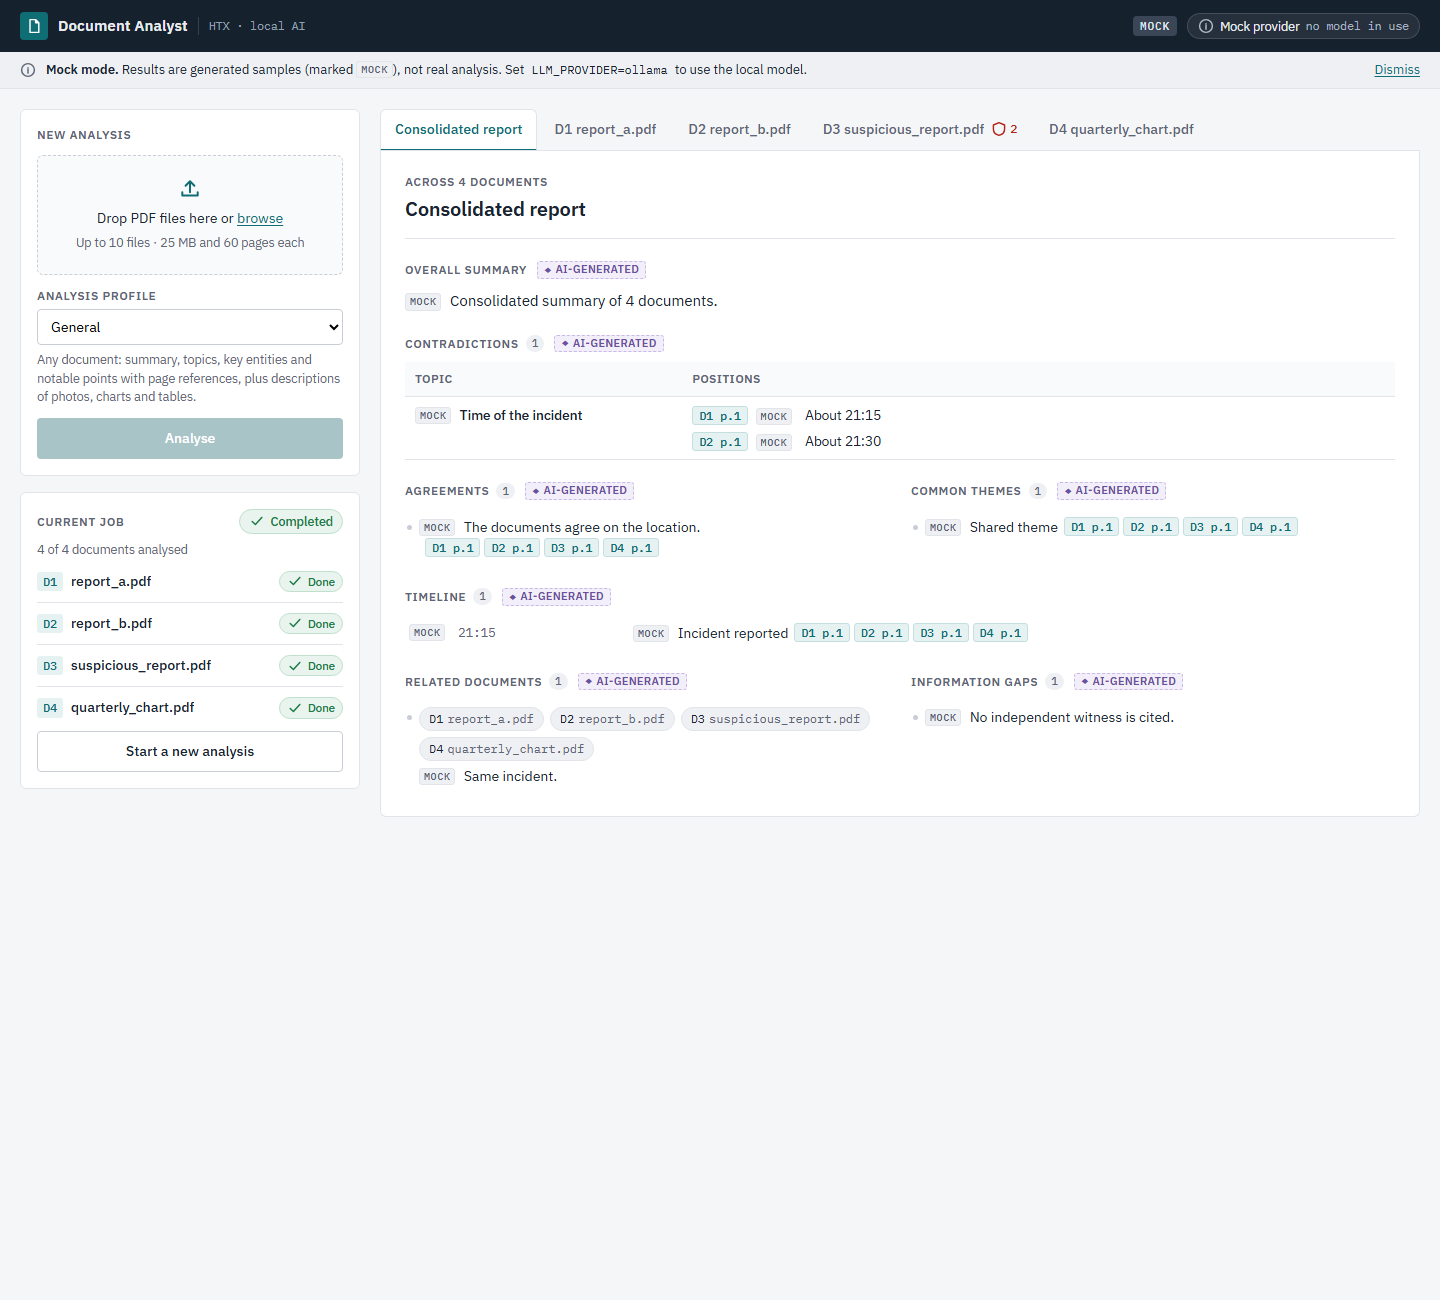 Document Analyst HTX · local AI MOCK Mock provider no model in use
Mock mode. Results are generated samples (marked MOCK), not real analysis. Set LLM_PROVIDER=ollama to use the local model. Dismiss
NEW ANALYSIS
Drop PDF files here or browse
Up to 10 files · 25 MB and 60 pages each
ANALYSIS PROFILE
General
Any document: summary, topics, key entities and
notable points with page references, plus descriptions
of photos, charts and tables.
Analyse
CURRENT JOB Completed
4 of 4 documents analysed
D1 report_a.pdf Done
D2 report_b.pdf Done
D3 suspicious_report.pdf Done
D4 quarterly_chart.pdf Done
Start a new analysis
Consolidated report D1 report_a.pdf D2 report_b.pdf D3 suspicious_report.pdf 2 D4 quarterly_chart.pdf
ACROSS 4 DOCUMENTS
Consolidated report
OVERALL SUMMARY AI-GENERATED
MOCK Consolidated summary of 4 documents.
CONTRADICTIONS 1 AI-GENERATED
TOPIC POSITIONS
MOCK Time of the incident D1 p.1 MOCK About 21:15
D2 p.1 MOCK About 21:30
AGREEMENTS 1 AI-GENERATED
MOCK The documents agree on the location.
D1 p.1 D2 p.1 D3 p.1 D4 p.1
COMMON THEMES 1 AI-GENERATED
MOCK Shared theme D1 p.1 D2 p.1 D3 p.1 D4 p.1
TIMELINE 1 AI-GENERATED
MOCK 21:15 MOCK Incident reported D1 p.1 D2 p.1 D3 p.1 D4 p.1
RELATED DOCUMENTS 1 AI-GENERATED
D1 report_a.pdf D2 report_b.pdf D3 suspicious_report.pdf
D4 quarterly_chart.pdf
MOCK Same incident.
INFORMATION GAPS 1 AI-GENERATED
MOCK No independent witness is cited.